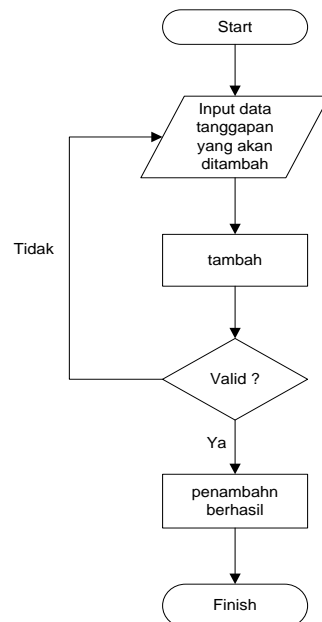 Start
Input data
tanggapan
yang akan
ditambah
Tidak
tambah
Valid ?
Ya
penambahn
berhasil
Finish